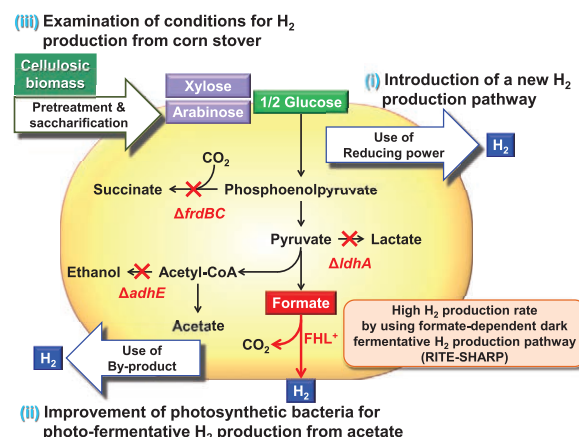 (iii) Examination of conditions for H2
production from corn stover
Cellulosic
biomass
Pretreatment &
saccharification
Xylose
Arabinose
1/2 Glucose
(i) Introduction of a new H2
production pathway
Use of
Reducing power
H2
CO2
Succinate
Phosphoenolpyruvate
ΔfrdBC
Pyruvate
Lactate
ΔldhA
Ethanol
Acetyl-CoA
ΔadhE
Formate
Acetate
CO2
FHL+
High H2 production rate
by using formate-dependent dark
fermentative H2 production pathway
(RITE-SHARP)
H2
Use of
By-product
H2
(ii) Improvement of photosynthetic bacteria for
photo-fermentative H2 production from acetate